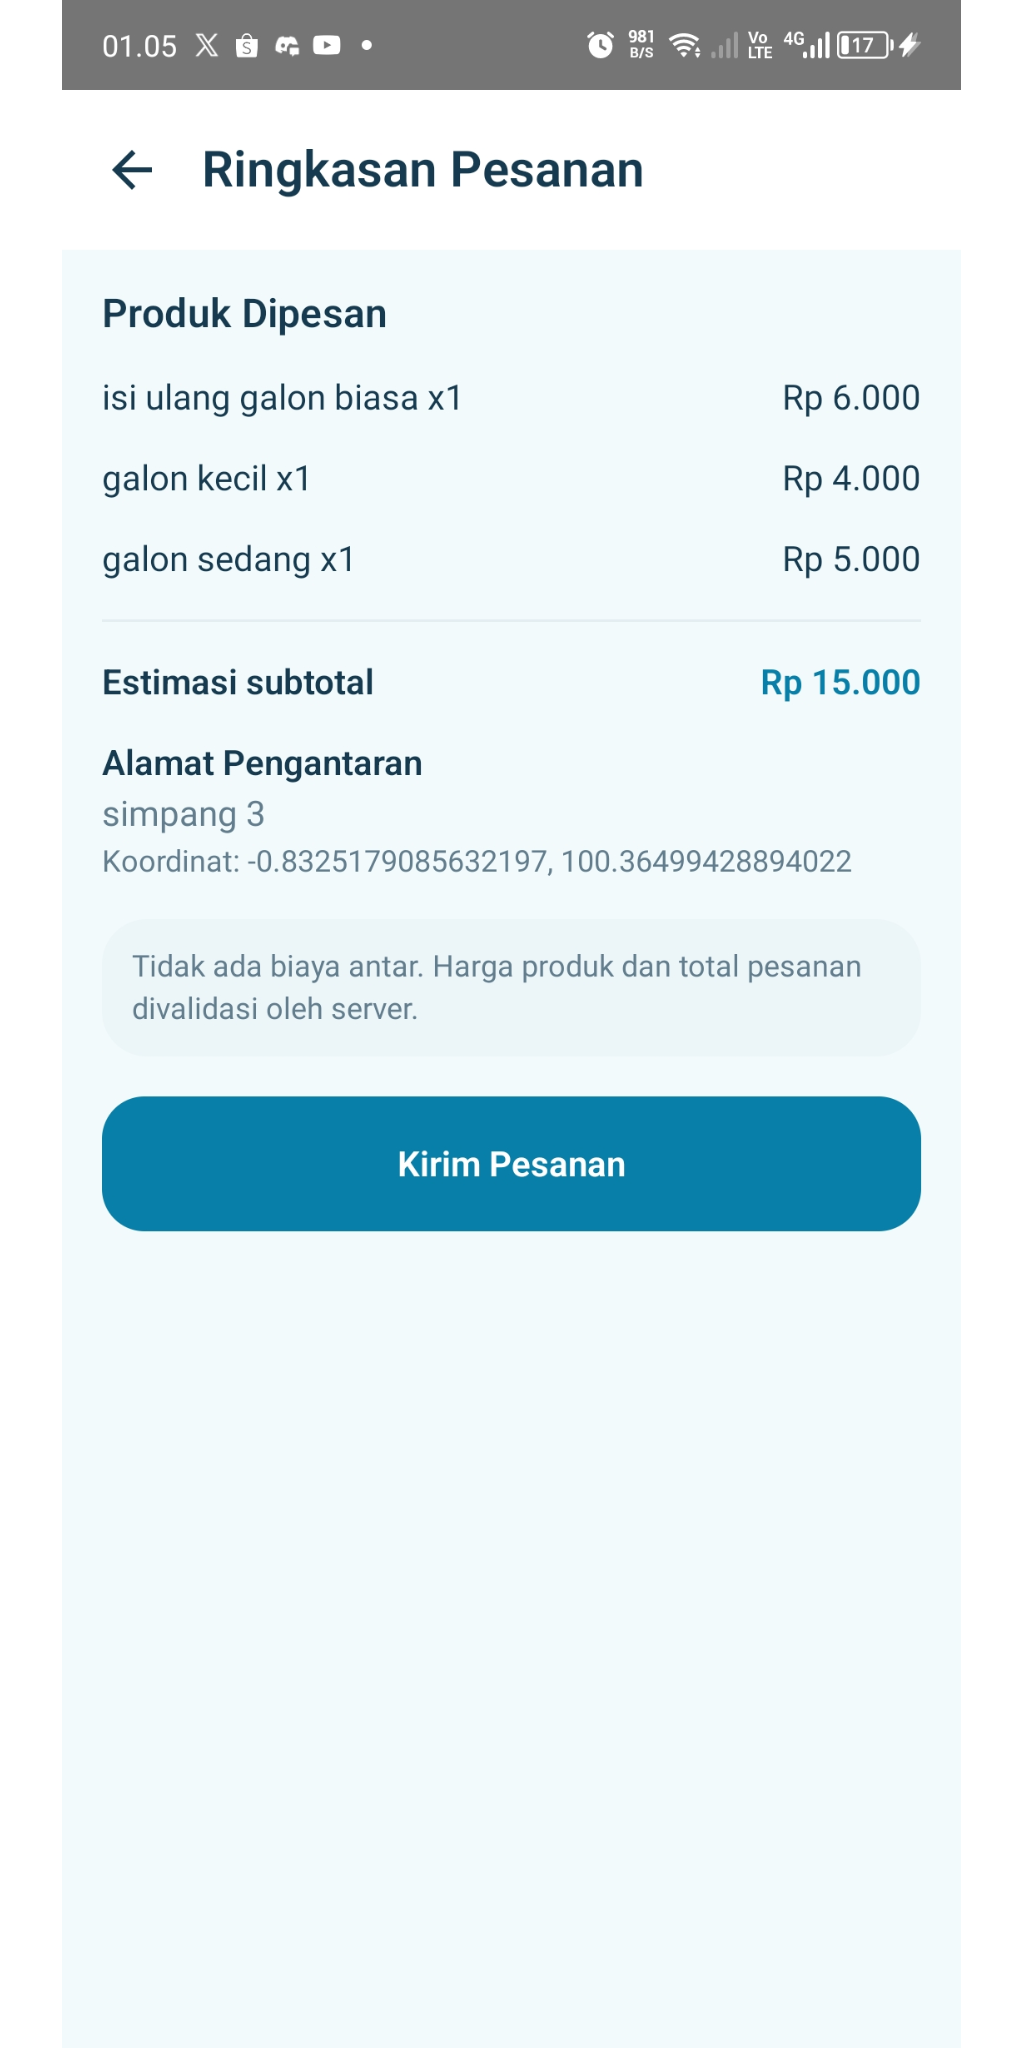 01.05 981 B/S Vo LTE 4G 17
Ringkasan Pesanan
Produk Dipesan
isi ulang galon biasa x1 Rp 6.000
galon kecil x1 Rp 4.000
galon sedang x1 Rp 5.000
Estimasi subtotal Rp 15.000
Alamat Pengantaran
simpang 3
Koordinat: -0.8325179085632197, 100.36499428894022
Tidak ada biaya antar. Harga produk dan total pesanan
divalidasi oleh server.
Kirim Pesanan